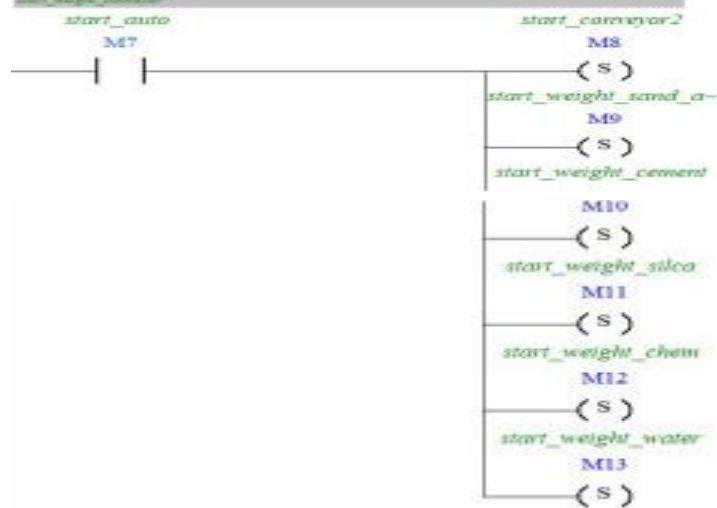 start_auto
M7
start_conveyor2
M8
( S )
start_weight_sand_a~
M9
( S )
start_weight_cement
M10
( S )
start_weight_silca
M11
( S )
start_weight_chem
M12
( S )
start_weight_water
M13
( S )